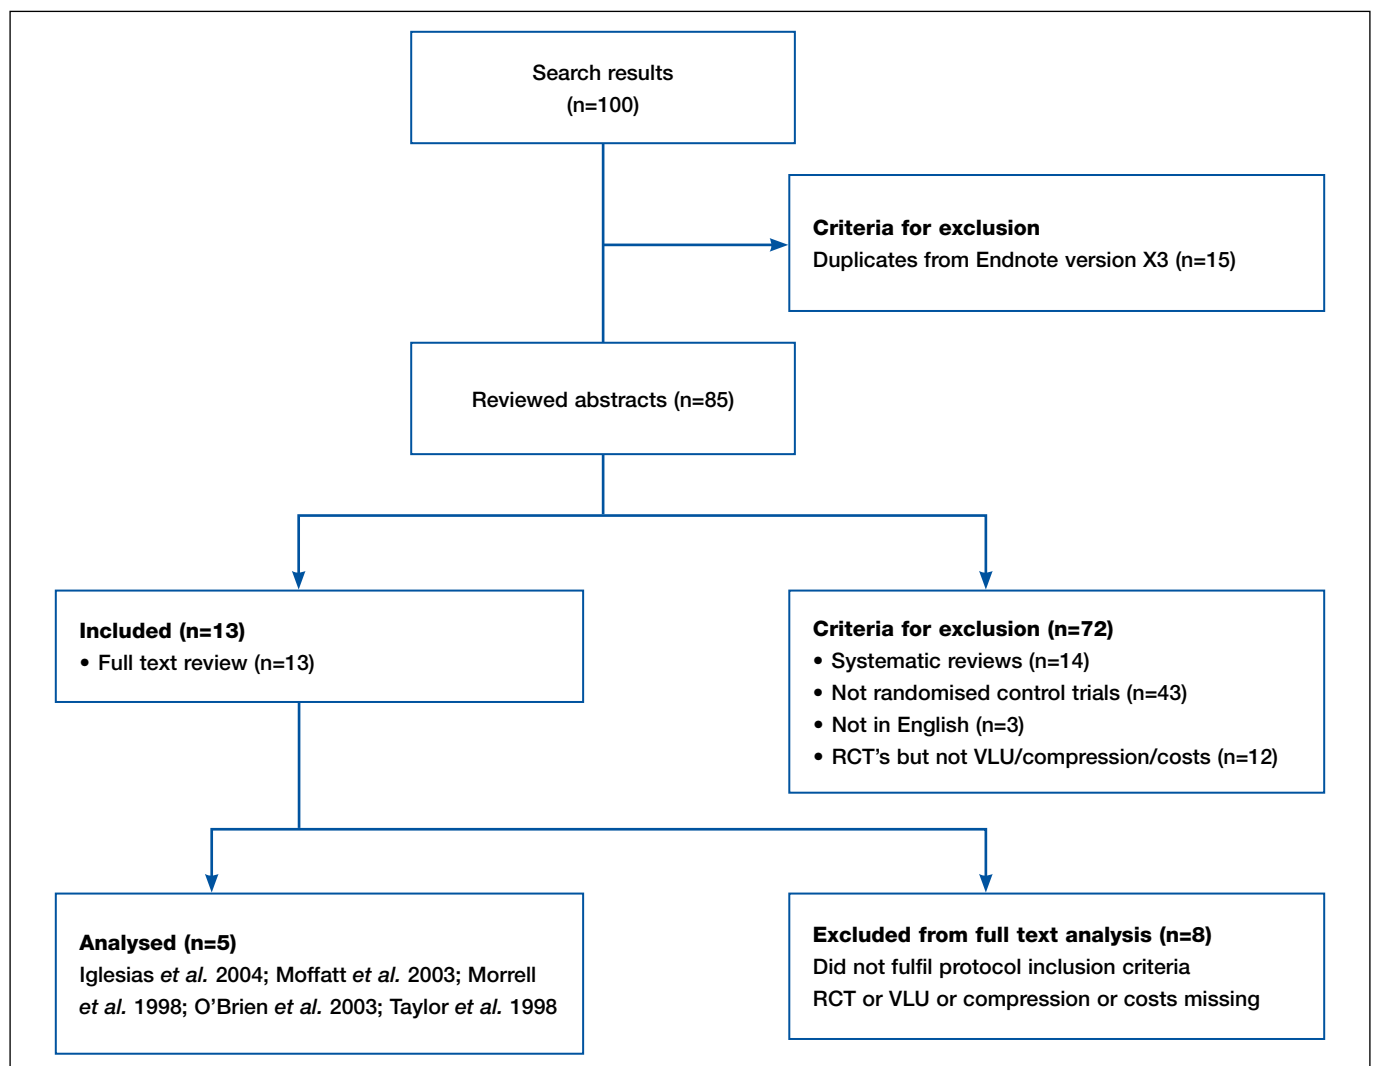 Search results
(n=100)
Criteria for exclusion
Duplicates from Endnote version X3 (n=15)
Reviewed abstracts (n=85)
Included (n=13)
• Full text review (n=13)
Criteria for exclusion (n=72)
• Systematic reviews (n=14)
• Not randomised control trials (n=43)
• Not in English (n=3)
• RCT's but not VLU/compression/costs (n=12)
Analysed (n=5)
Iglesias et al. 2004; Moffatt et al. 2003; Morrell
et al. 1998; O'Brien et al. 2003; Taylor et al. 1998
Excluded from full text analysis (n=8)
Did not fulfil protocol inclusion criteria
RCT or VLU or compression or costs missing